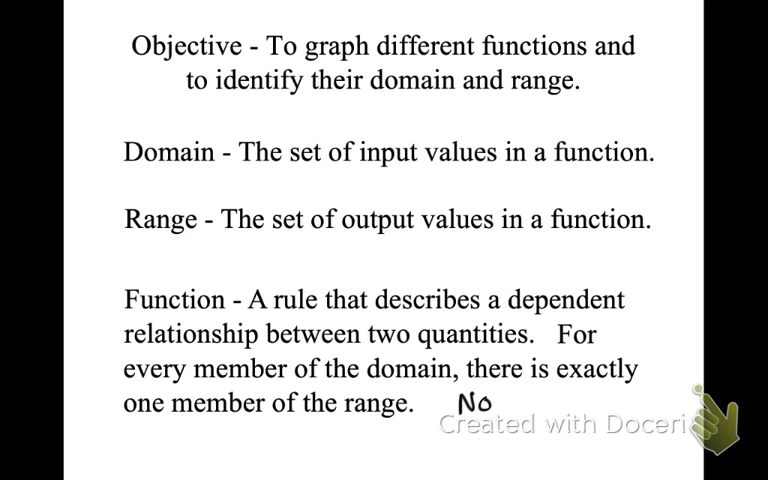 Objective - To graph different functions and
to identify their domain and range.
Domain - The set of input values in a function.
Range - The set of output values in a function.
Function - A rule that describes a dependent
relationship between two quantities. For
every member of the domain, there is exactly
one member of the range. No
Created with Doceri